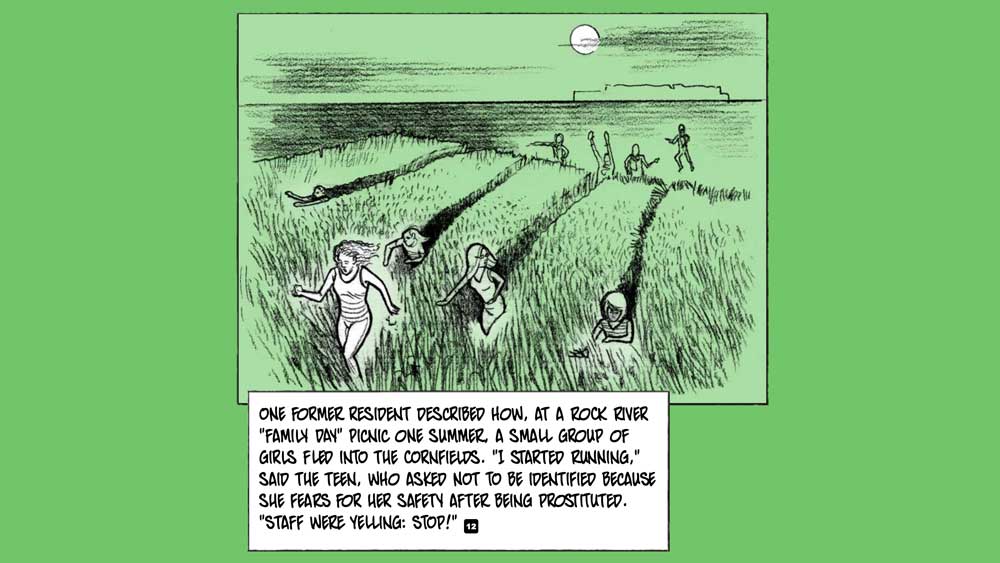 ONE FORMER RESIDENT DESCRIBED HOW, AT A ROCK RIVER
"FAMILY DAY" PICNIC ONE SUMMER, A SMALL GROUP OF
GIRLS FLED INTO THE CORNFIELDS. "I STARTED RUNNING,"
SAID THE TEEN, WHO ASKED NOT TO BE IDENTIFIED BECAUSE
SHE FEARS FOR HER SAFETY AFTER BEING PROSTITUTED.
"STAFF WERE YELLING: STOP!" 12